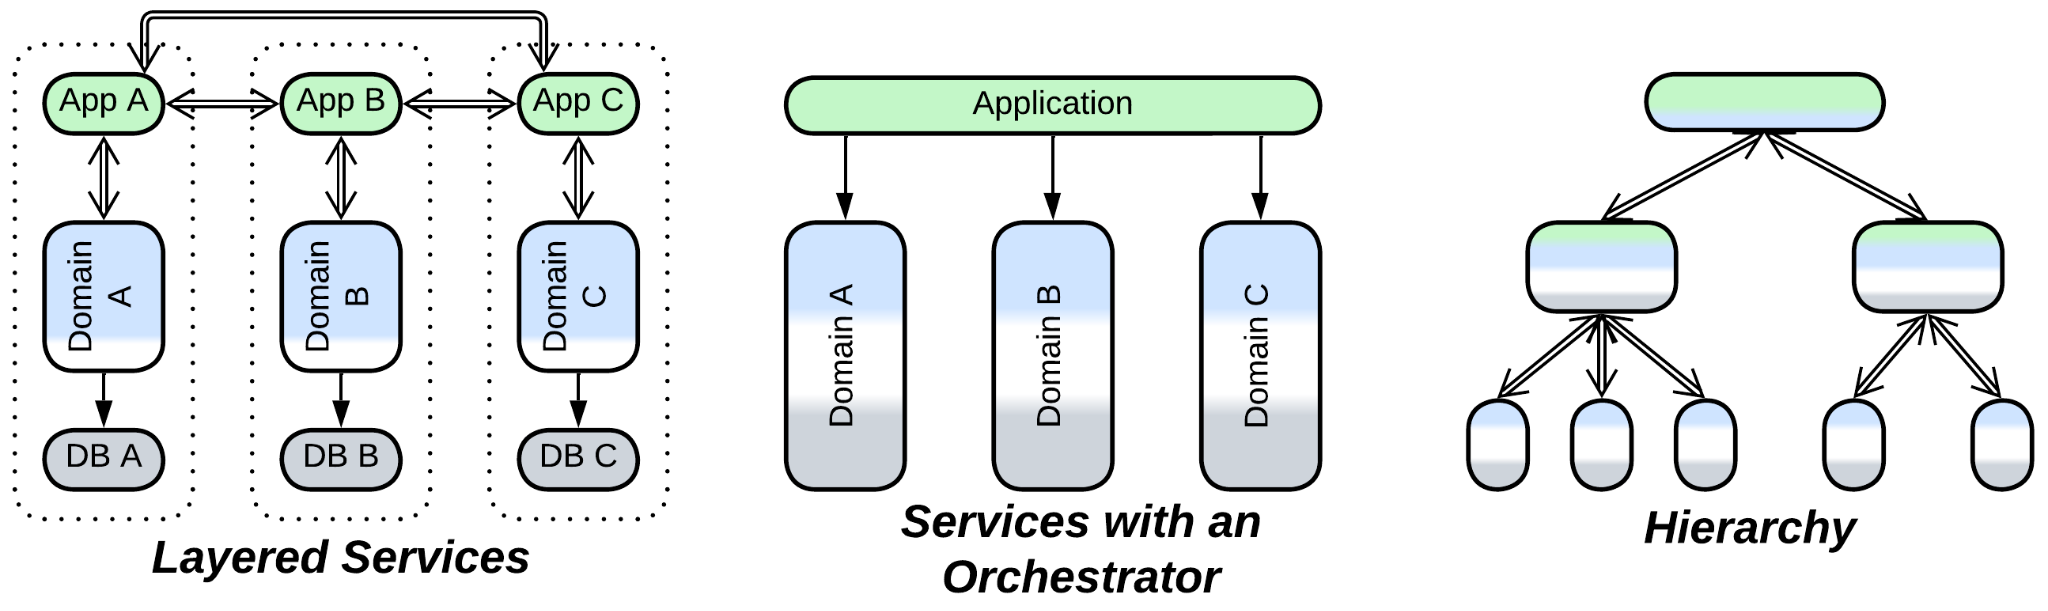 App A
App B
App C
Domain
A
Domain
B
Domain
C
DB A
DB B
DB C
Layered Services
Application
Domain A
Domain B
Domain C
Services with an
Orchestrator
Hierarchy